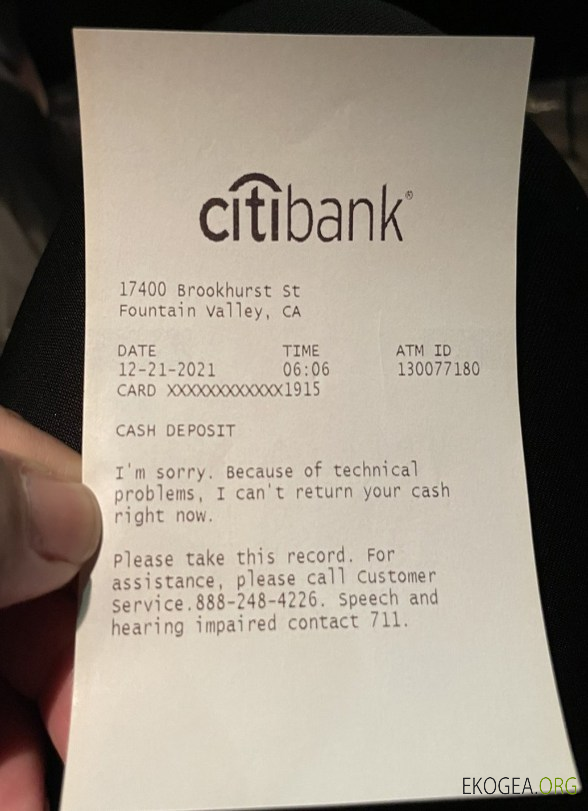 citibank®
17400 Brookhurst St
Fountain Valley, CA
DATE TIME ATM ID
12-21-2021 06:06 130077180
CARD XXXXXXXXXXXX1915
CASH DEPOSIT
I'm sorry. Because of technical
problems, I can't return your cash
right now.
Please take this record. For
assistance, please call Customer
Service.888-248-4226. Speech and
hearing impaired contact 711.
EKOGEA.ORG